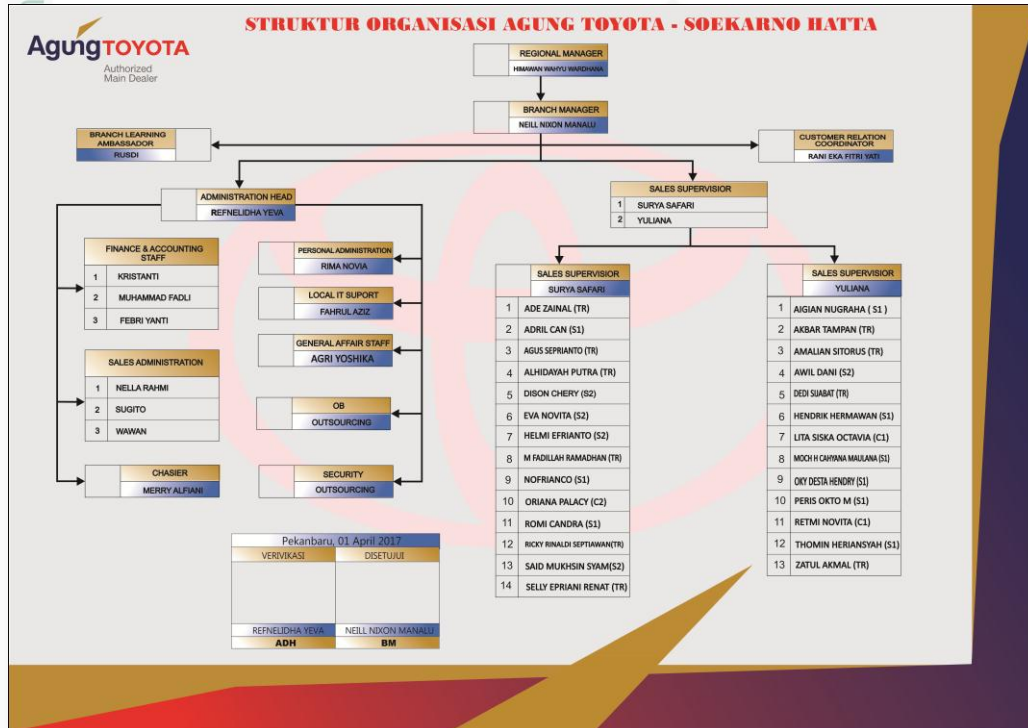 STRUKTUR ORGANISASI AGUNG TOYOTA - SOEKARNO HATTA
AgungTOYOTA
Authorized
Main Dealer
REGIONAL MANAGER
HIMAWAN WAHYU WARDHANA
BRANCH MANAGER
NEILL NIXON MANALU
BRANCH LEARNING
AMBASSADOR
RUSDI
CUSTOMER RELATION
COORDINATOR
RANI EKA FITRI YATI
ADMINISTRATION HEAD
REFNELIDHA YEVA
SALES SUPERVISIOR
1 SURYA SAFARI
2 YULIANA
FINANCE & ACCOUNTING
STAFF
1 KRISTANTI
2 MUHAMMAD FADLI
3 FEBRI YANTI
SALES ADMINISTRATION
1 NELLA RAHMI
2 SUGITO
3 WAWAN
CHASIER
MERRY ALFIANI
PERSONAL ADMINISTRATION
RIMA NOVIA
LOCAL IT SUPORT
FAHRUL AZIZ
GENERAL AFFAIR STAFF
AGRI YOSHIKA
OB
OUTSOURCING
SECURITY
OUTSOURCING
SALES SUPERVISIOR
SURYA SAFARI
1 ADE ZAINAL (TR)
2 ADRIL CAN (S1)
3 AGUS SEPRIANTO (TR)
4 ALHIDAYAH PUTRA (TR)
5 DISON CHERY (S2)
6 EVA NOVITA (S2)
7 HELMI EFRIANTO (S2)
8 M FADILLAH RAMADHAN (TR)
9 NOFRIANCO (S1)
10 ORIANA PALACY (C2)
11 ROMI CANDRA (S1)
12 RICKY RINALDI SEPTIAWAN(TR)
13 SAID MUKHSIN SYAM(S2)
14 SELLY EPRIANI RENAT (TR)
SALES SUPERVISIOR
YULIANA
1 AIGIAN NUGRAHA ( S1 )
2 AKBAR TAMPAN (TR)
3 AMALIAN SITORUS (TR)
4 AWIL DANI (S2)
5 DEDI SUABAT (TR)
6 HENDRIK HERMAWAN (S1)
7 LITA SISKA OCTAVIA (C1)
8 MOCH H CAHYANA MAULANA (S1)
9 OKY DESTA HENDRY (S1)
10 PERIS OKTO M (S1)
11 RETMI NOVITA (C1)
12 THOMIN HERIANSYAH (S1)
13 ZATUL AKMAL (TR)
Pekanbaru, 01 April 2017
VERIVIKASI DISETUJUI
REFNELIDHA YEVA NEILL NIXON MANALU
ADH BM